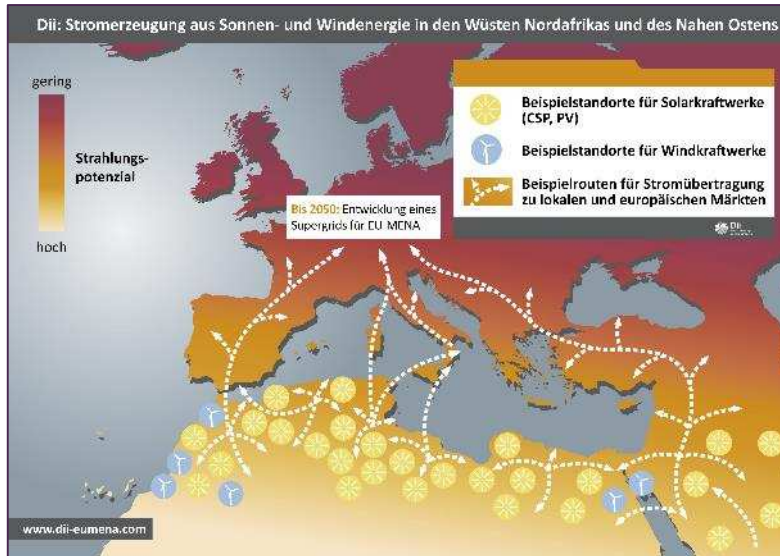 Dii: Stromerzeugung aus Sonnen- und Windenergie in den Wüsten Nordafrikas und des Nahen Ostens
gering
Strahlungs-
potenzial
hoch
Beispielstandorte für Solarkraftwerke
(CSP, PV)
Beispielstandorte für Windkraftwerke
Beispielrouten für Stromübertragung
zu lokalen und europäischen Märkten
Dii
Bis 2050: Entwicklung eines
Supergrids für EU MENA
www.dii-eumena.com